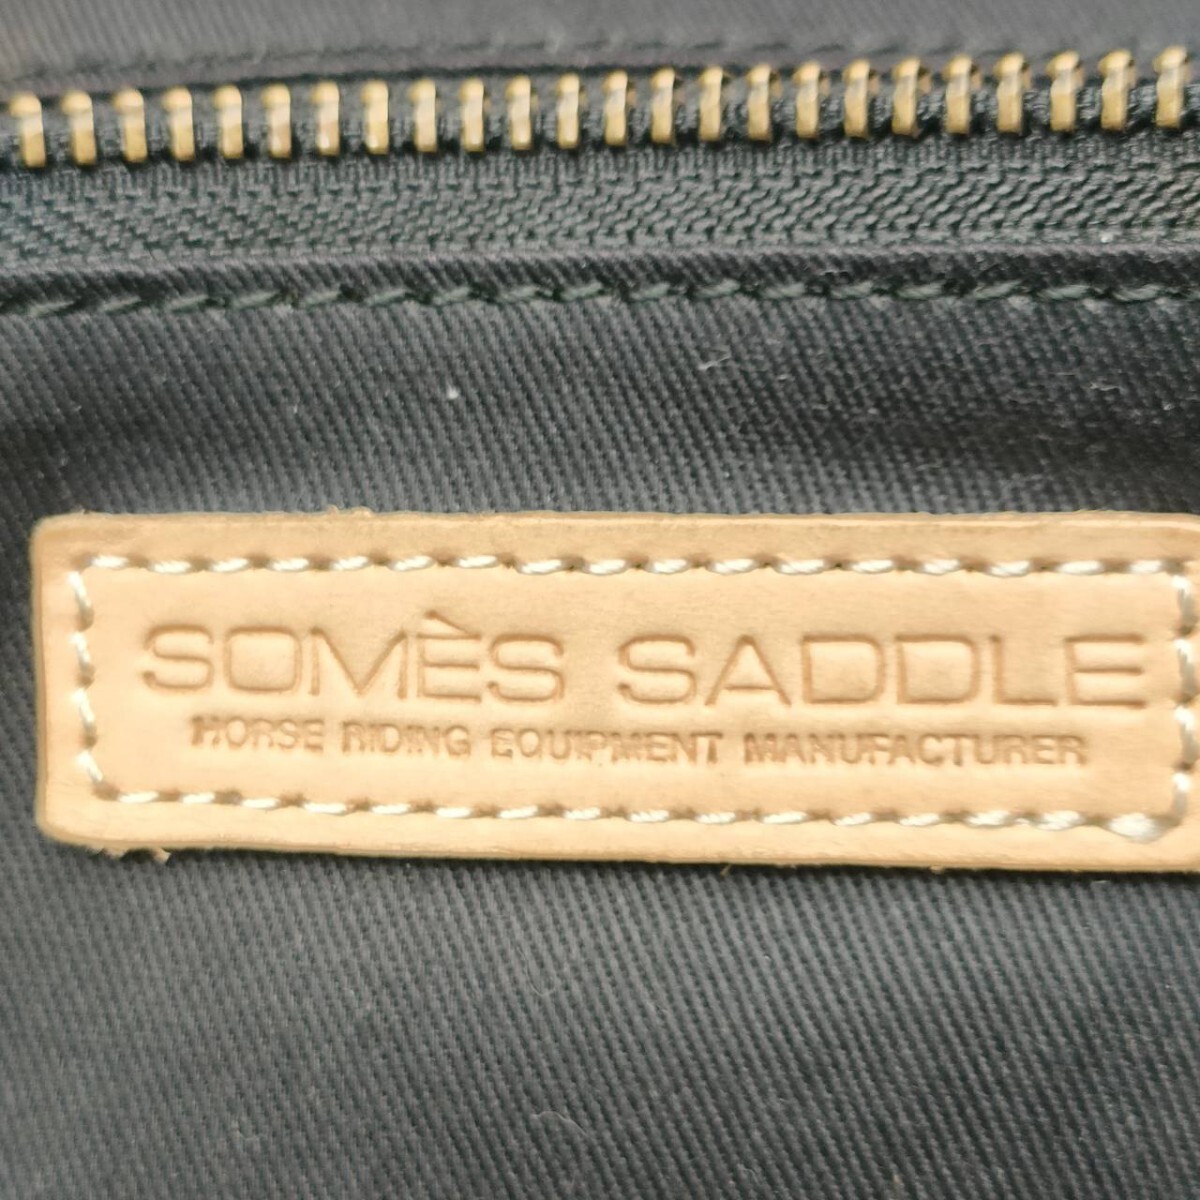 SOMÈS SADDLE
HORSE RIDING EQUIPMENT MANUFACTURER